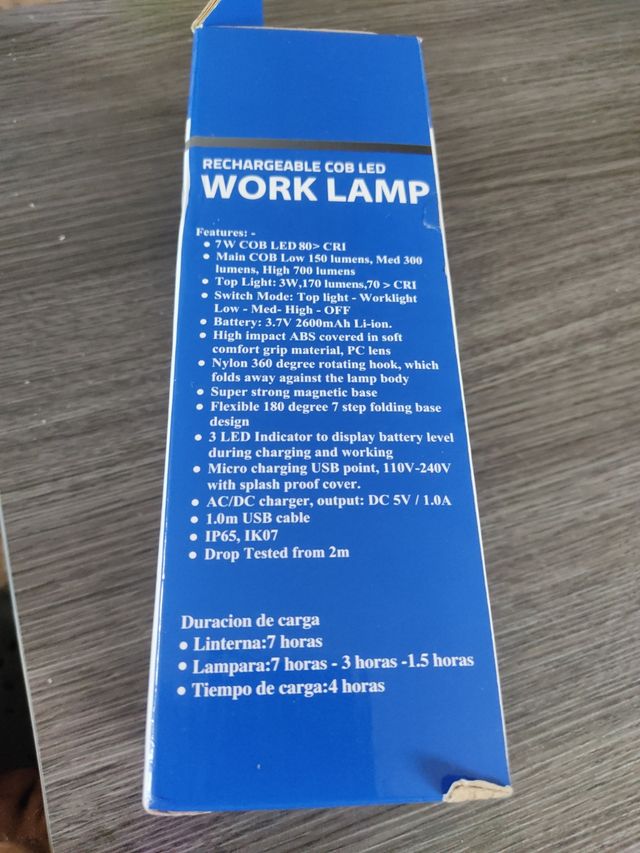 RECHARGEABLE COB LED
WORK LAMP
Features: -
• 7W COB LED 80> CRI
• Main COB Low 150 lumens, Med 300
lumens, High 700 lumens
• Top Light: 3W,170 lumens,70 > CRI
• Switch Mode: Top light - Worklight
Low - Med- High - OFF
• Battery: 3.7V 2600mAh Li-ion.
• High impact ABS covered in soft
comfort grip material, PC lens
• Nylon 360 degree rotating hook, which
folds away against the lamp body
• Super strong magnetic base
• Flexible 180 degree 7 step folding base
design
• 3 LED Indicator to display battery level
during charging and working
• Micro charging USB point, 110V-240V
with splash proof cover.
• AC/DC charger, output: DC 5V / 1.0A
• 1.0m USB cable
• IP65, IK07
• Drop Tested from 2m
Duracion de carga
• Linterna:7 horas
• Lampara:7 horas - 3 horas -1.5 horas
• Tiempo de carga:4 horas